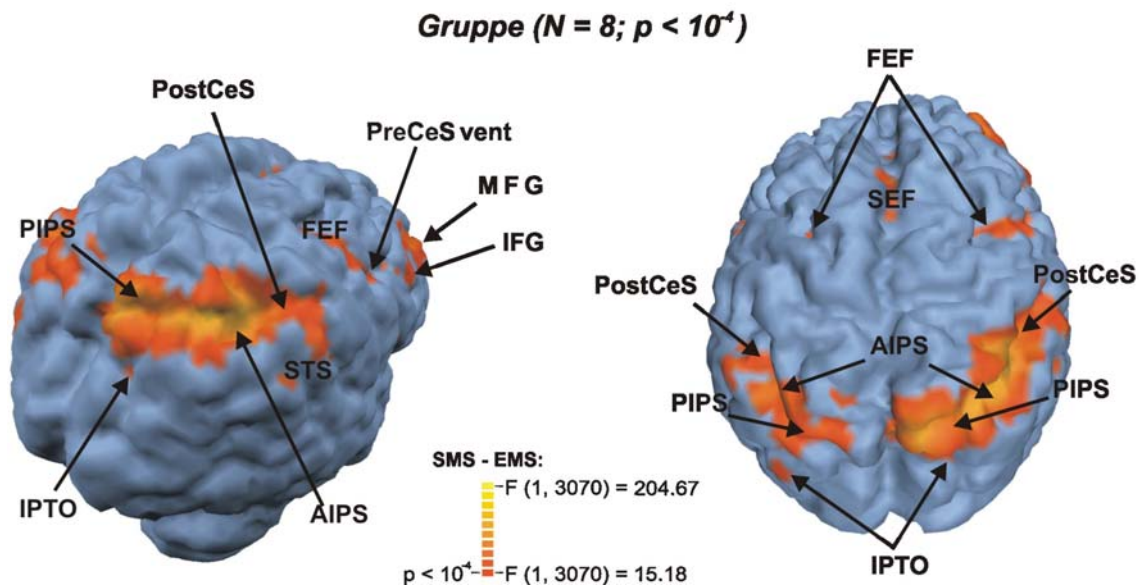 Gruppe (N = 8; p < 10⁻⁴)
PostCeS
PreCeS vent
M F G
IFG
PIPS
FEF
STS
IPTO
AIPS
SMS - EMS:
F (1, 3070) = 204.67
p < 10⁻⁴ F (1, 3070) = 15.18
FEF
SEF
PostCeS
PostCeS
AIPS
PIPS
PIPS
IPTO